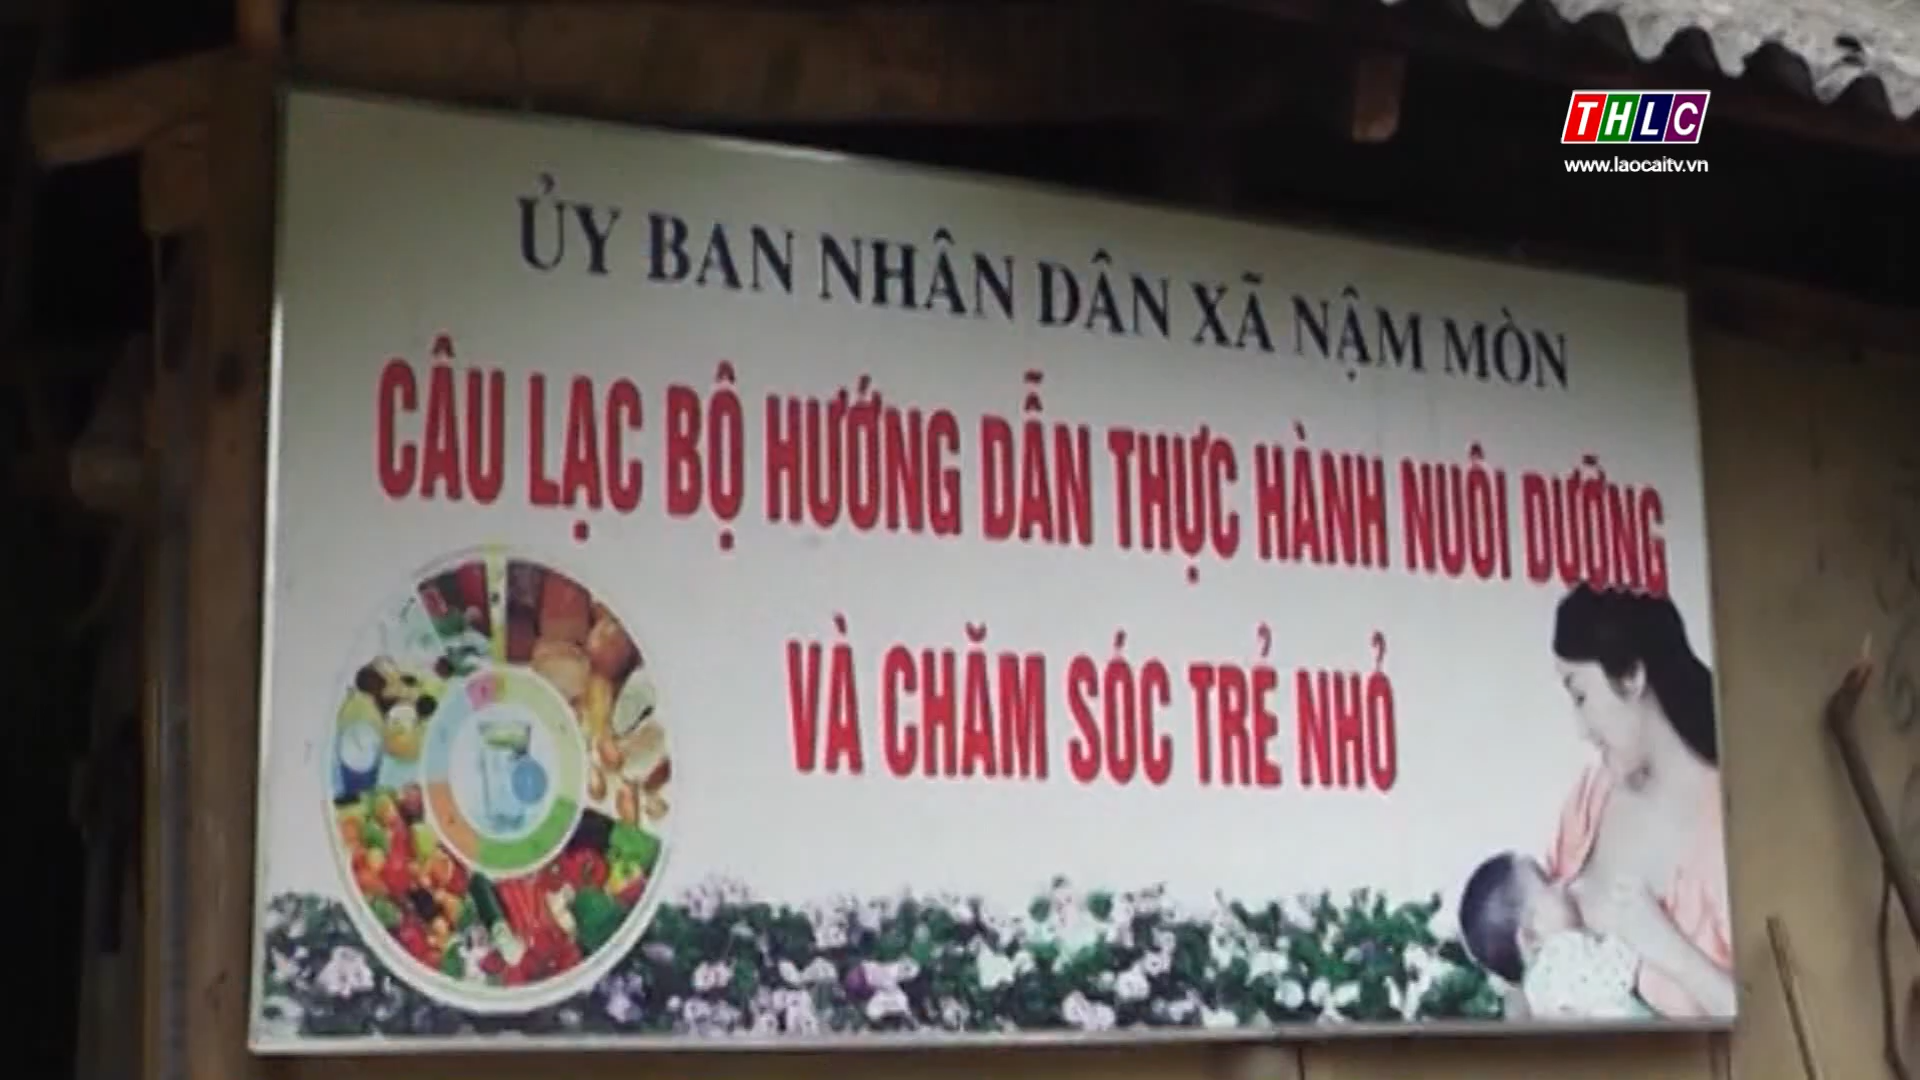 THLC
www.laocaitv.vn
ỦY BAN NHÂN DÂN XÃ NẬM MÒN
CÂU LẠC BỘ HƯỚNG DẪN THỰC HÀNH NUÔI DƯỠNG
VÀ CHĂM SÓC TRẺ NHỎ